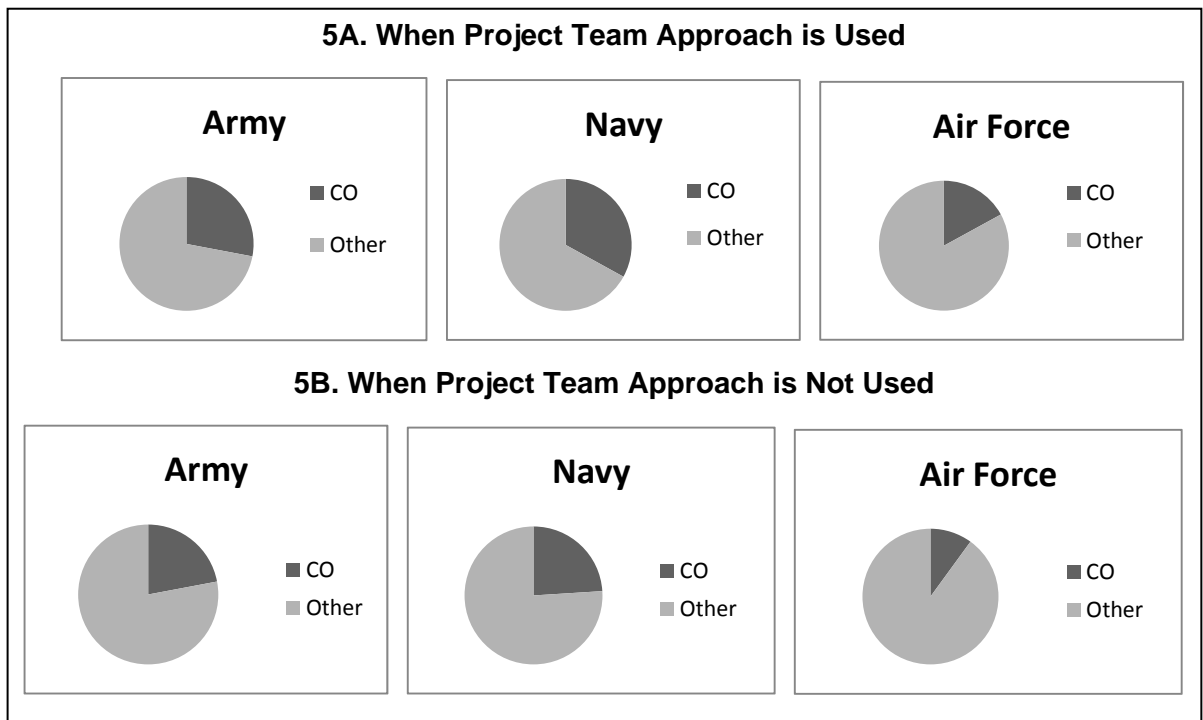 5A. When Project Team Approach is Used
Army
CO
Other
Navy
CO
Other
Air Force
CO
Other
5B. When Project Team Approach is Not Used
Army
CO
Other
Navy
CO
Other
Air Force
CO
Other